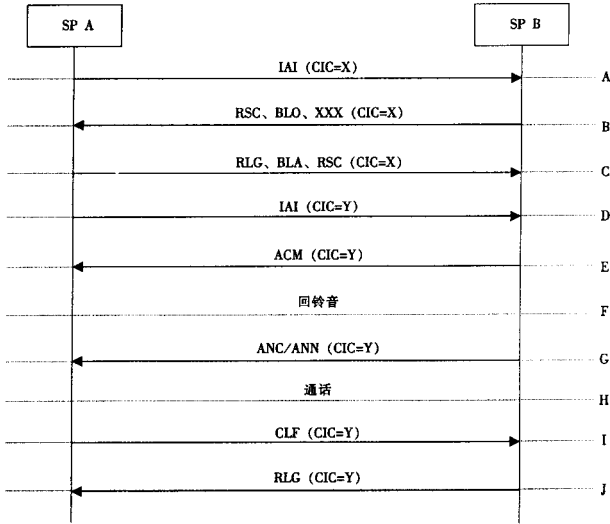 SP A
SP B
IAI (CIC=X)
A
RSC、BLO、XXX (CIC=X)
B
RLG、BLA、RSC (CIC=X)
C
IAI (CIC=Y)
D
ACM (CIC=Y)
E
回铃音
F
ANC/ANN (CIC=Y)
G
通话
H
CLF (CIC=Y)
I
RLG (CIC=Y)
J